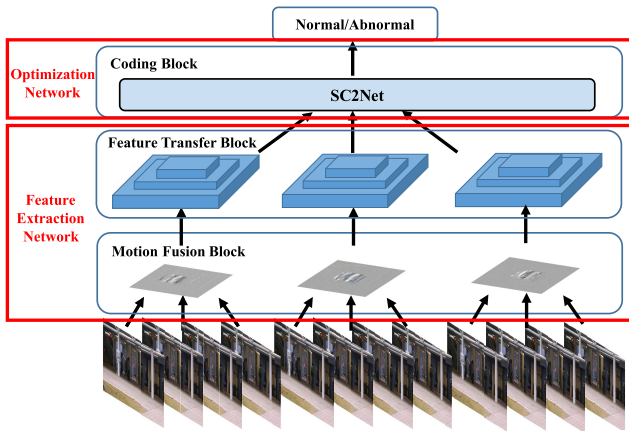 Normal/Abnormal
Coding Block
Optimization
Network
SC2Net
Feature Transfer Block
Feature
Extraction
Network
Motion Fusion Block